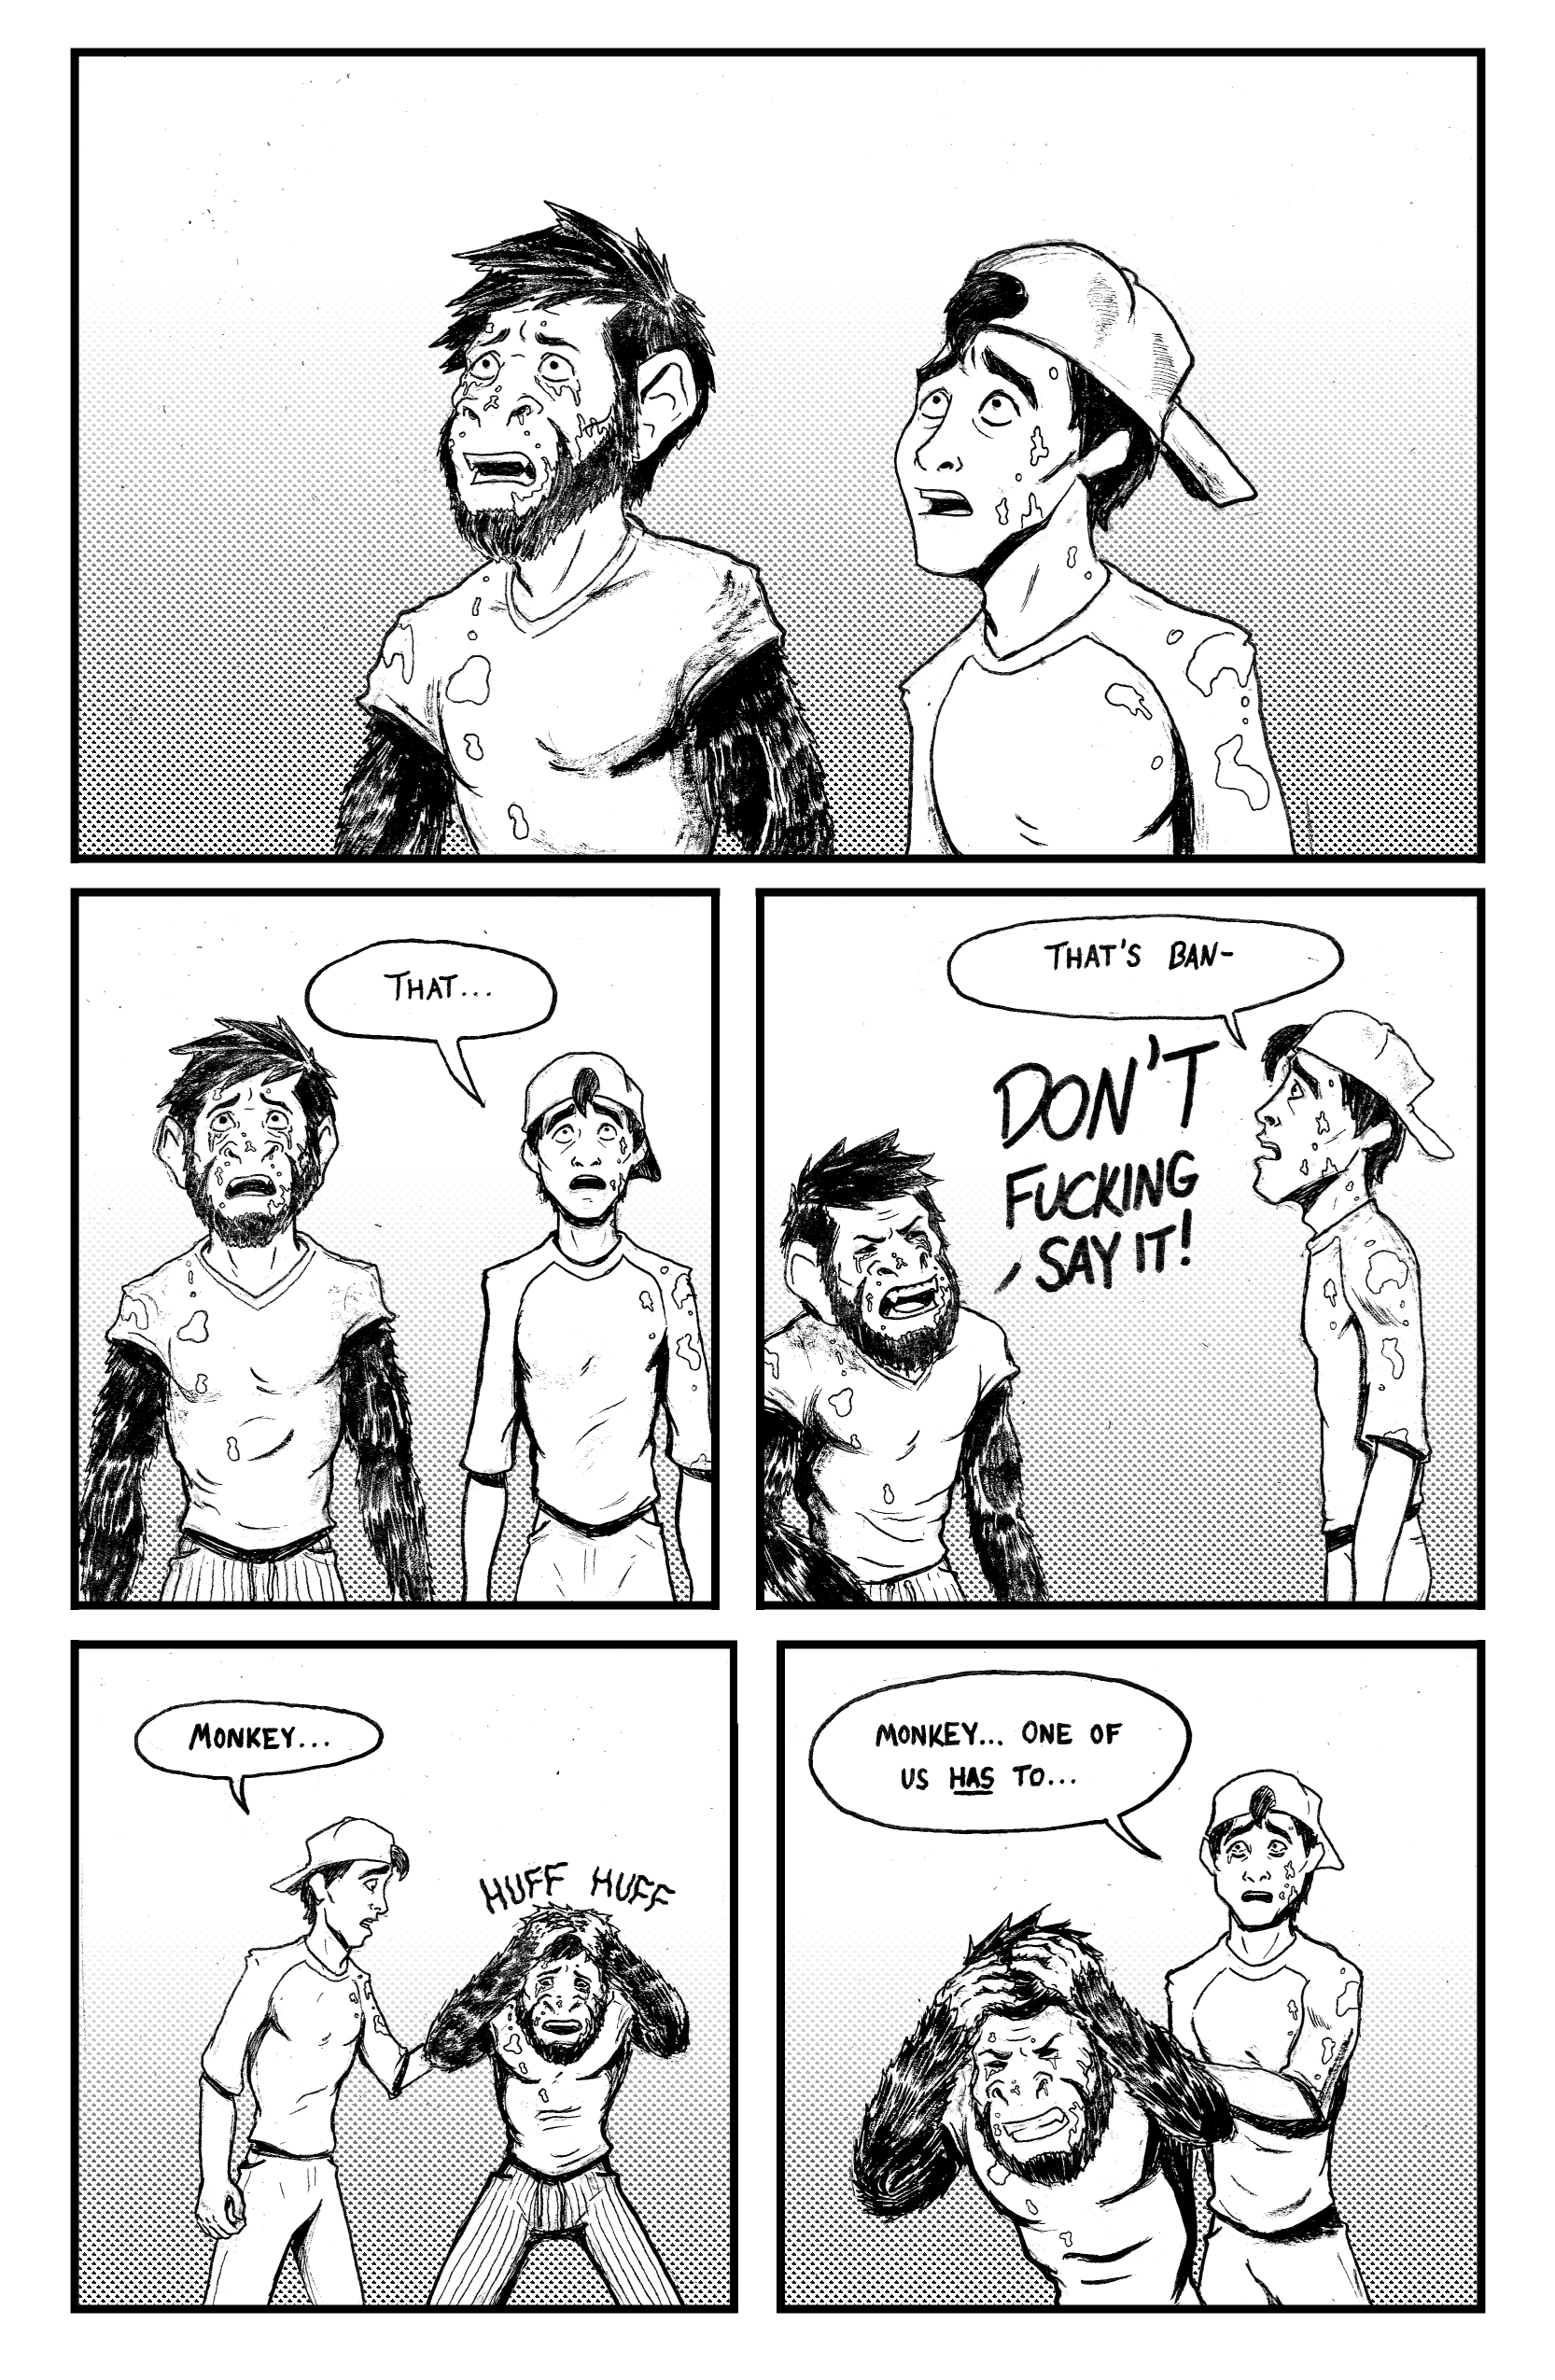 THAT...
THAT'S BAN-
DON'T
FUCKING
SAY IT!
MONKEY...
HUFF HUFF
MONKEY... ONE OF
US HAS TO...